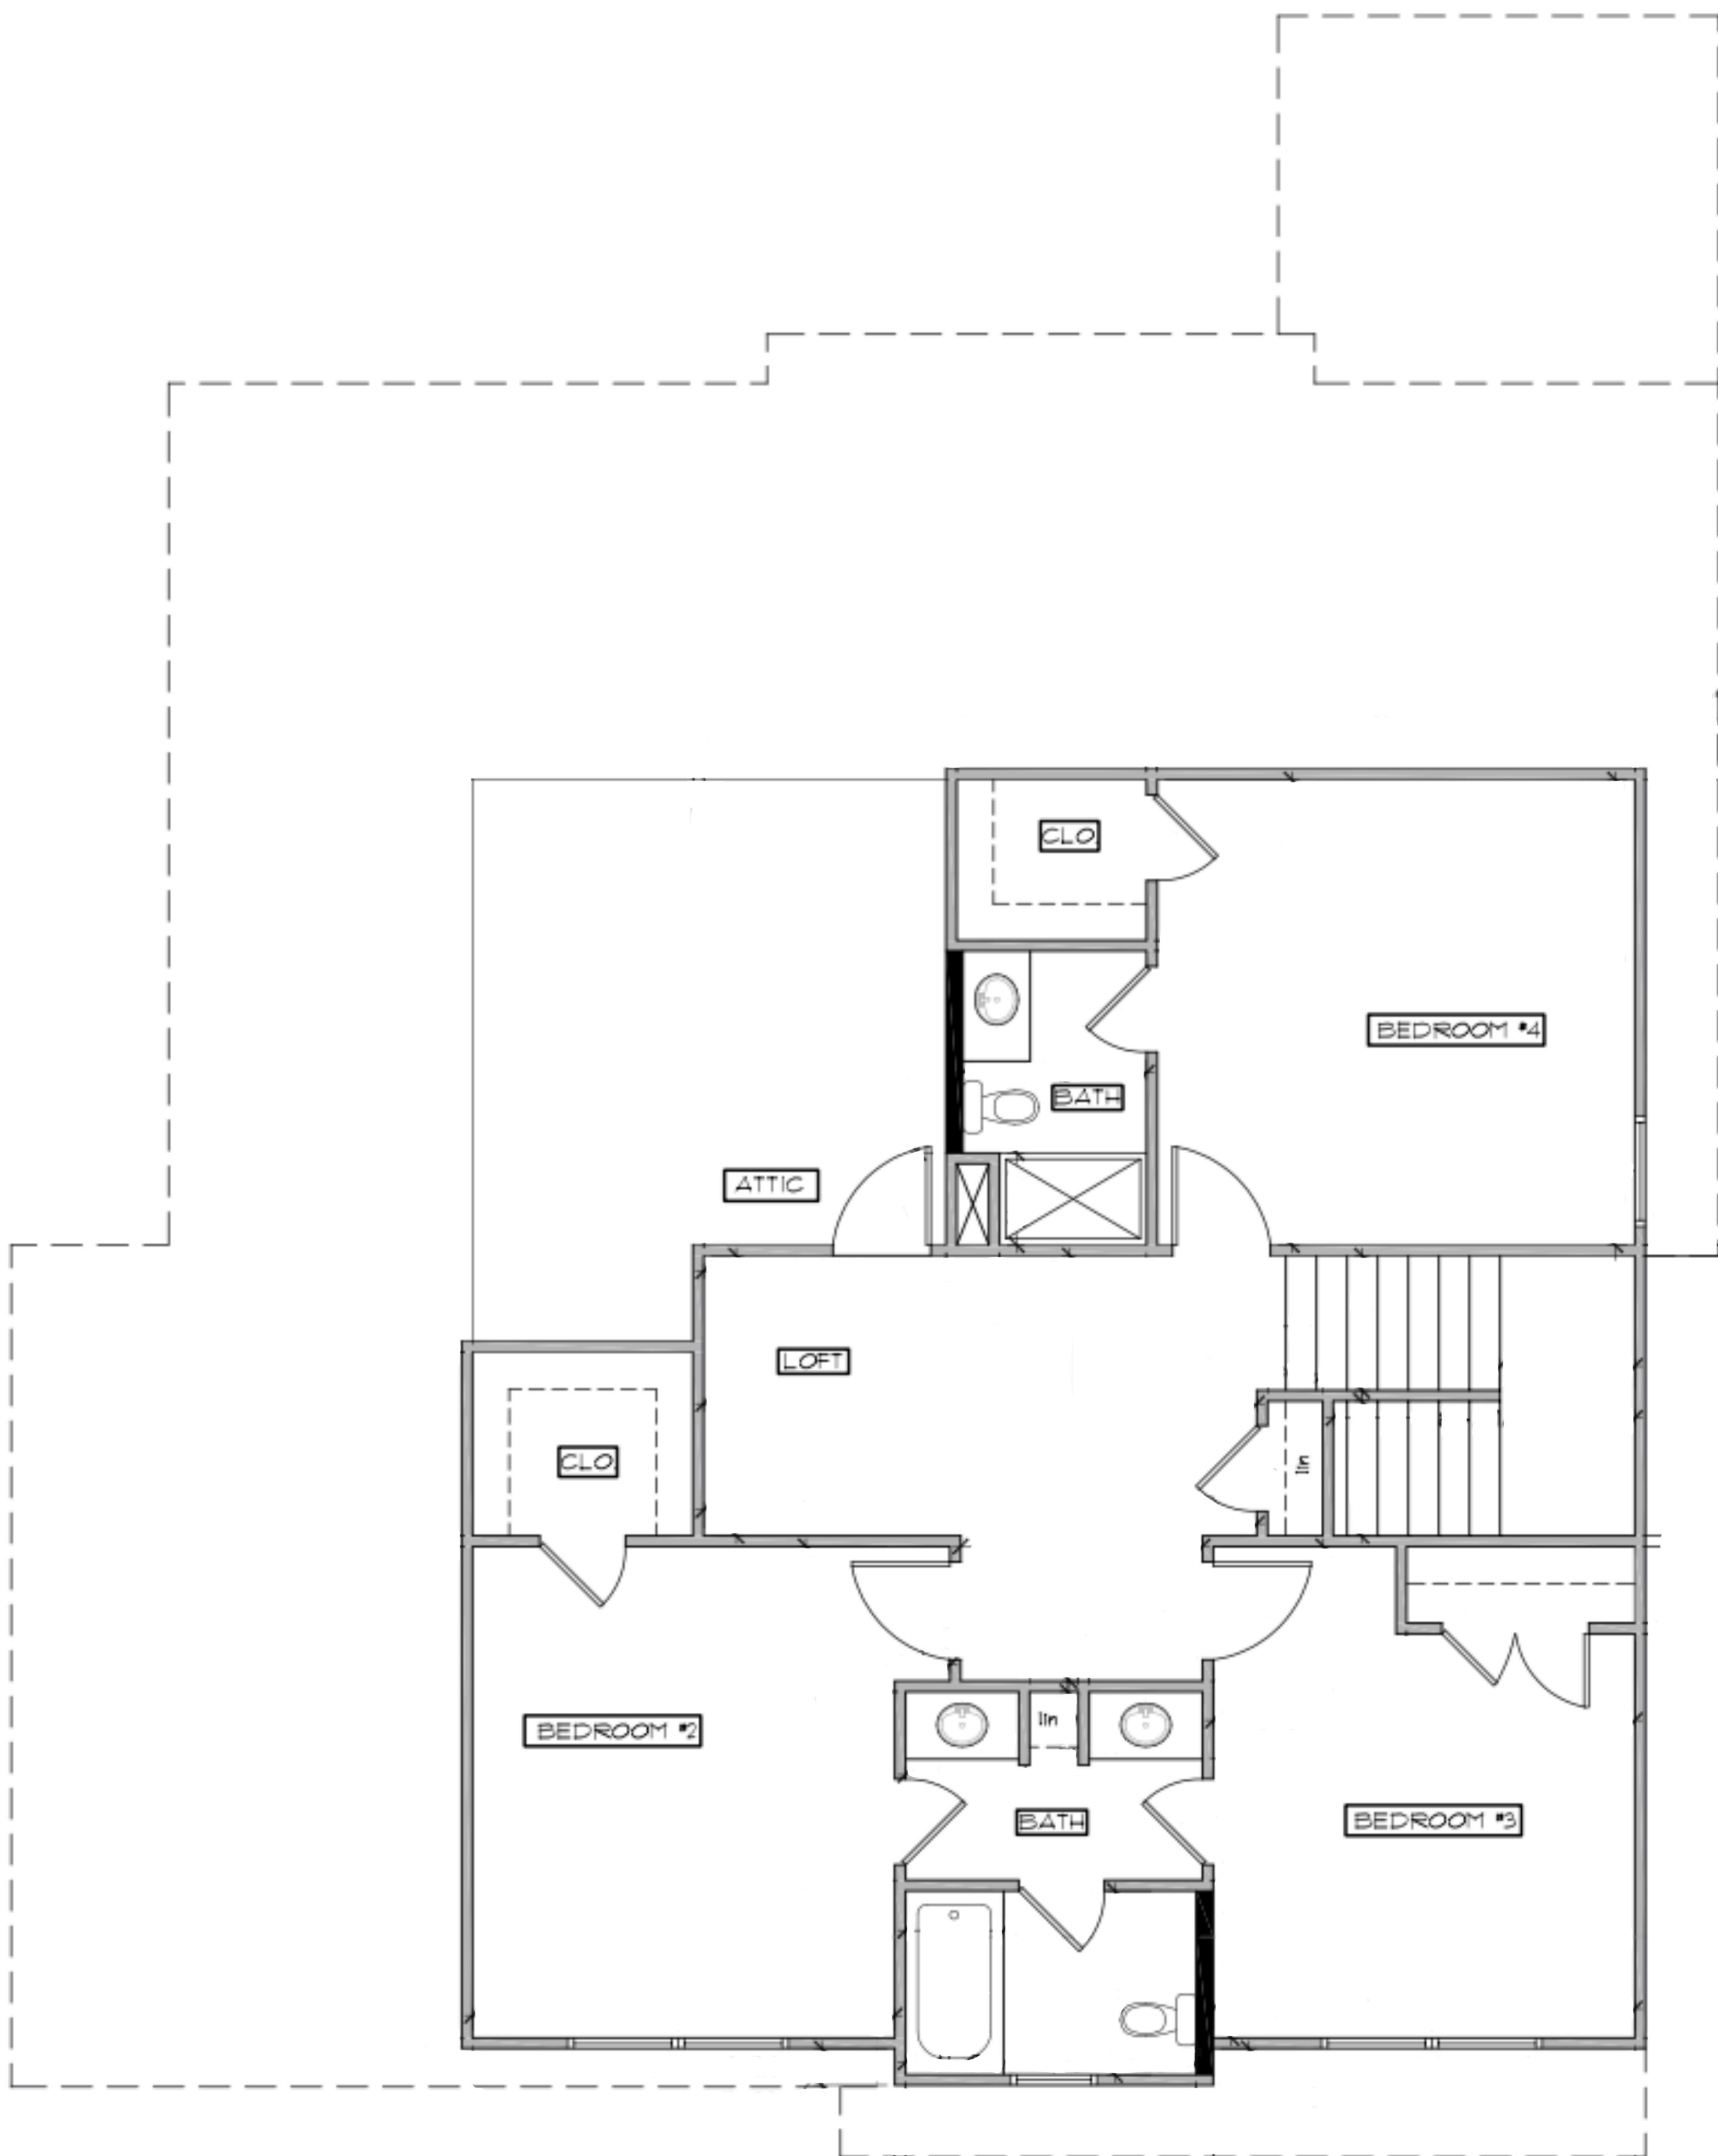 CLO.
BEDROOM #4
BATH
ATTIC
LOFT
CLO.
lin
BEDROOM #2
lin
BATH
BEDROOM #3